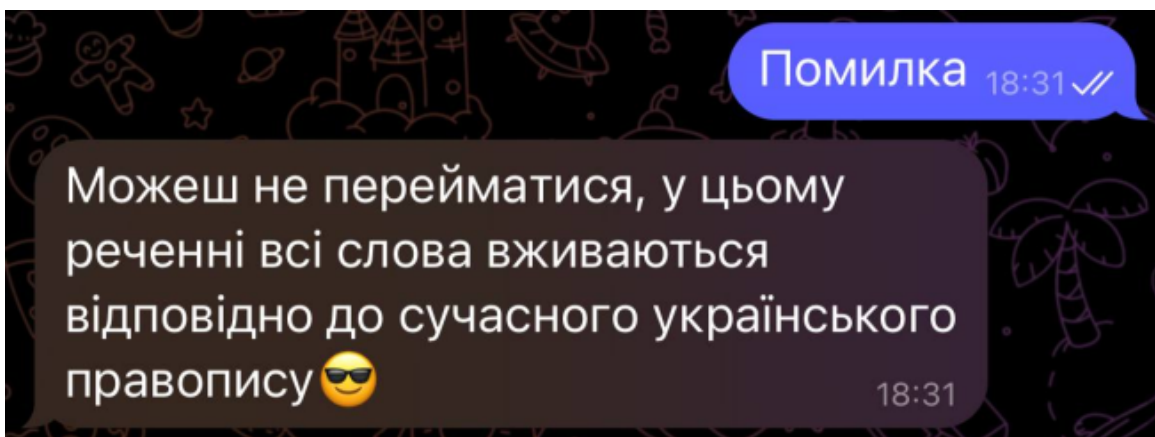 Помилка 18:31
Можеш не перейматися, у цьому
реченні всі слова вживаються
відповідно до сучасного українського
правопису😎 18:31